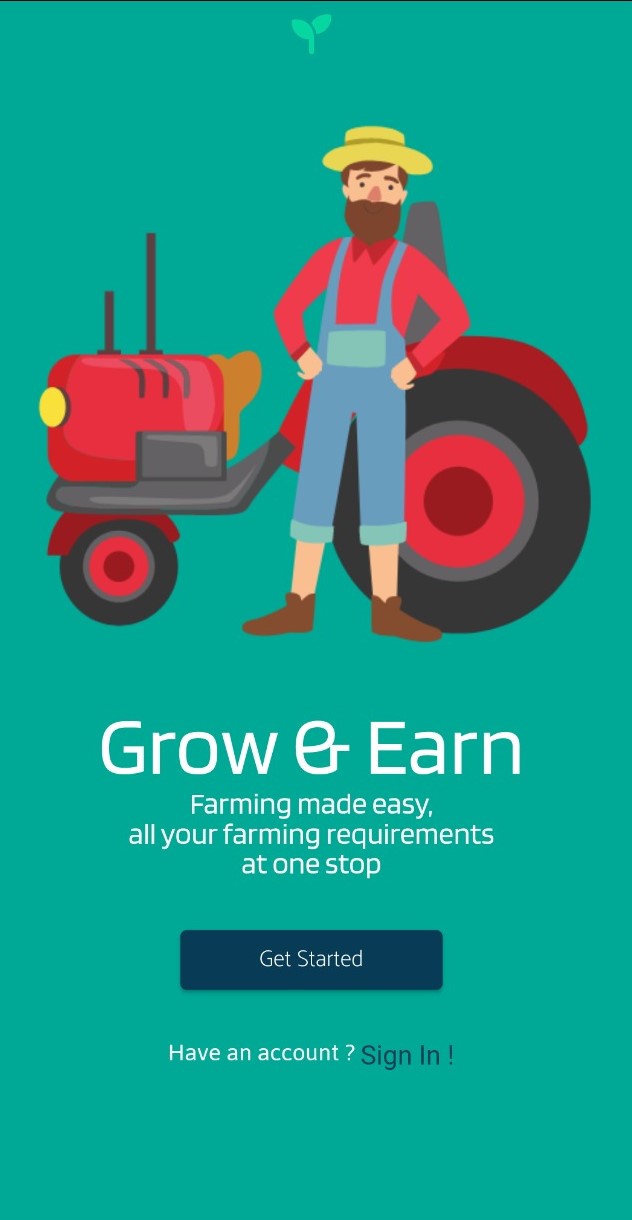 Grow & Earn
Farming made easy,
all your farming requirements
at one stop
Get Started
Have an account ? Sign In !